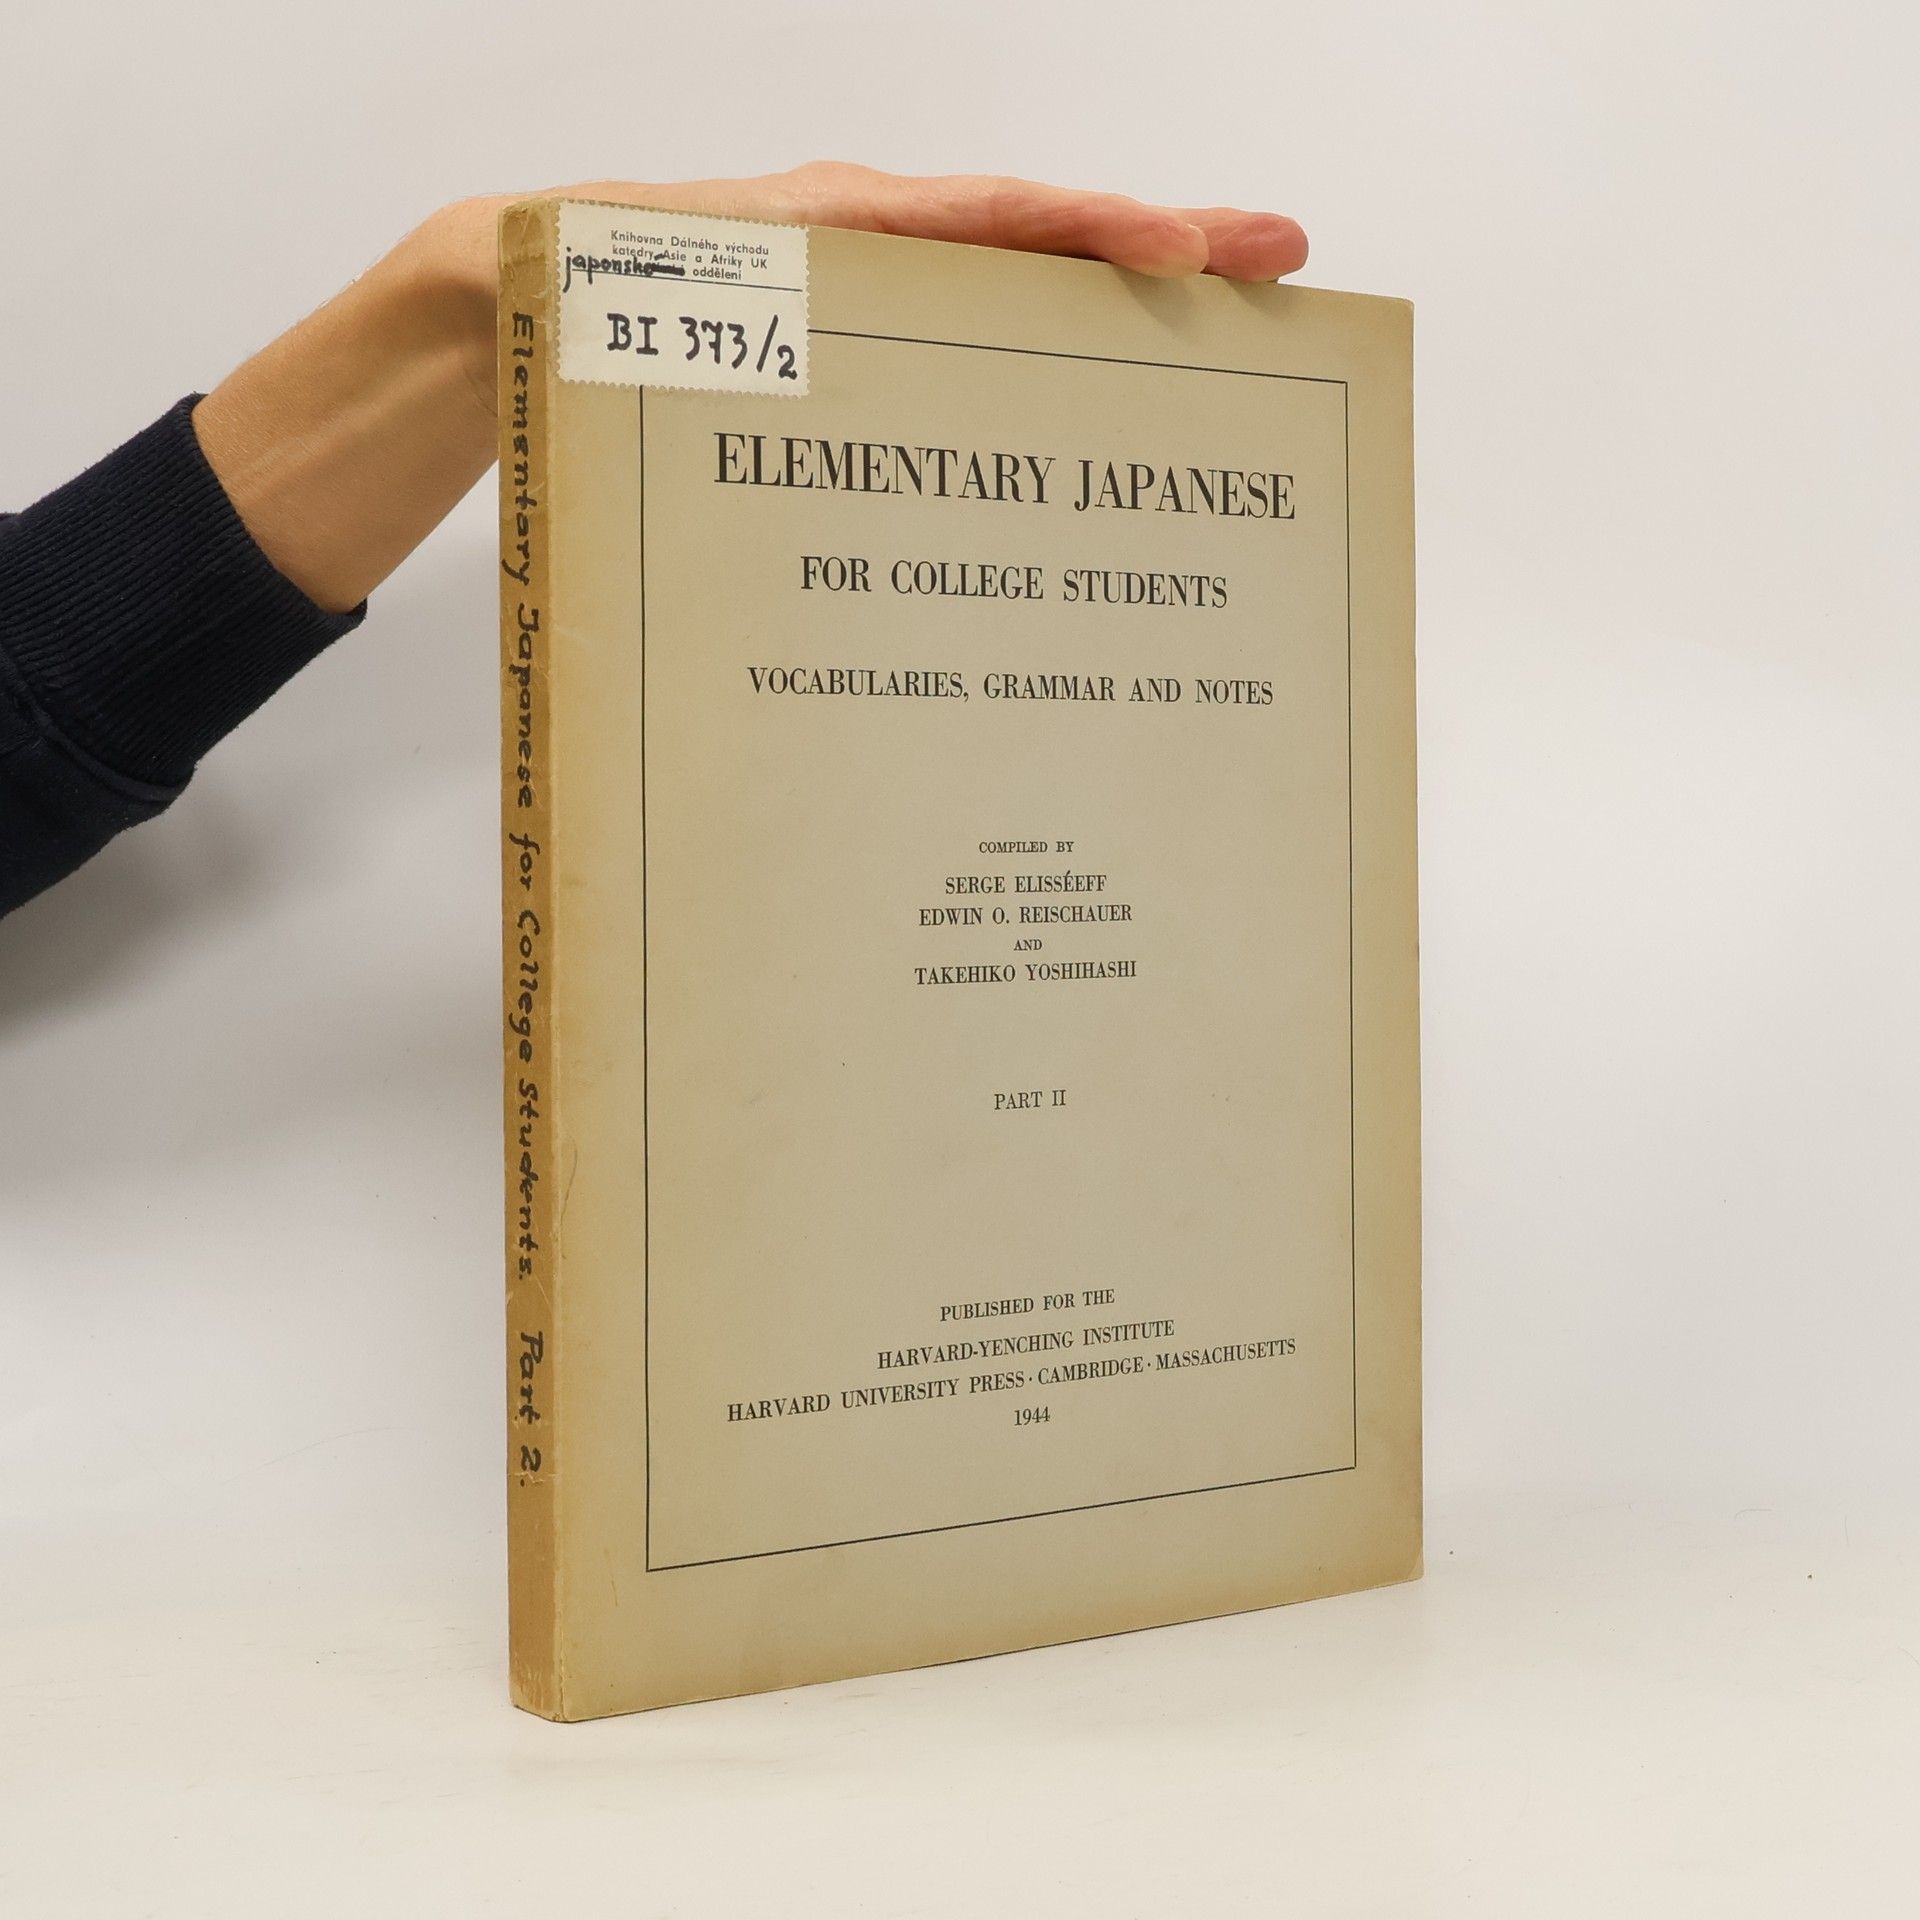 Knihovna Dálného východu
katedry Asie a Afriky UK
japonské oddělení
BI 373/2
ELEMENTARY JAPANESE
FOR COLLEGE STUDENTS
VOCABULARIES, GRAMMAR AND NOTES
COMPILED BY
SERGE ELISSÉEFF
EDWIN O. REISCHAUER
AND
TAKEHIKO YOSHIHASHI
PART II
PUBLISHED FOR THE
HARVARD-YENCHING INSTITUTE
HARVARD UNIVERSITY PRESS · CAMBRIDGE · MASSACHUSETTS
1944
Elementary Japanese for College Students. Part 2.